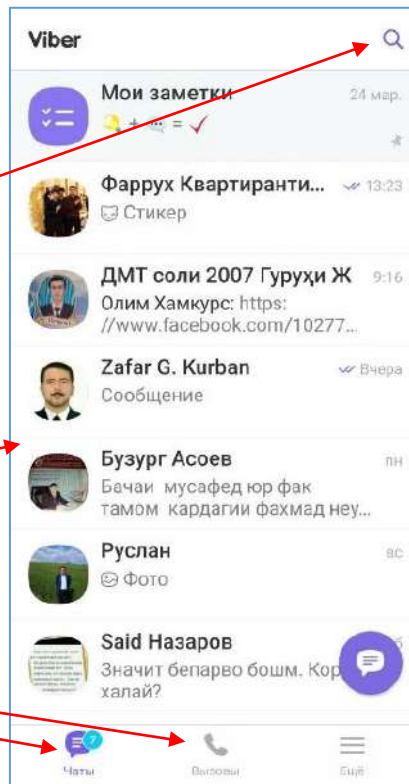 Viber
Мои заметки
24 мар.
+ =
Фаррух Квартиранти...
13:23
Стикер
ДМТ соли 2007 Гуруҳи Ж
9:16
Олим Хамкурс: https:
//www.facebook.com/10277...
Zafar G. Kurban
Вчера
Сообщение
Бузург Асоев
пн
Бачаи мусафед юр фак
тамом кардагии фахмад неу...
Руслан
вс
Фото
Said Назаров
Значит бепарво бошм. Кор
халай?
7
Чаты
Вызовы
Ещё